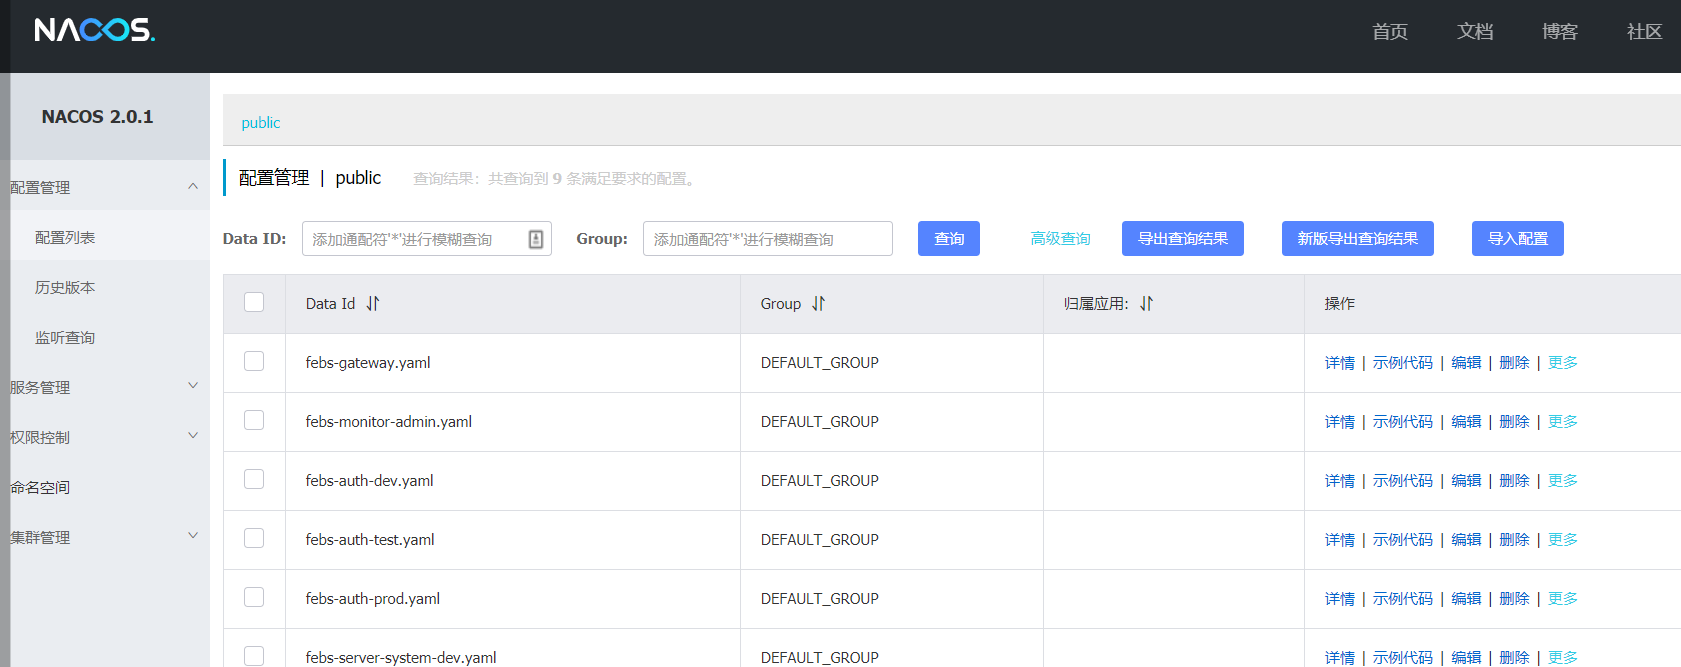 NACOS.
首页 文档 博客 社区
NACOS 2.0.1
配置管理
配置列表
历史版本
监听查询
服务管理
权限控制
命名空间
集群管理
public
配置管理 | public 查询结果：共查询到 9 条满足要求的配置。
Data ID: 添加通配符'*'进行模糊查询 Group: 添加通配符'*'进行模糊查询 查询 高级查询 导出查询结果 新版导出查询结果 导入配置
Data Id Group 归属应用: 操作
febs-gateway.yaml DEFAULT_GROUP 详情 | 示例代码 | 编辑 | 删除 | 更多
febs-monitor-admin.yaml DEFAULT_GROUP 详情 | 示例代码 | 编辑 | 删除 | 更多
febs-auth-dev.yaml DEFAULT_GROUP 详情 | 示例代码 | 编辑 | 删除 | 更多
febs-auth-test.yaml DEFAULT_GROUP 详情 | 示例代码 | 编辑 | 删除 | 更多
febs-auth-prod.yaml DEFAULT_GROUP 详情 | 示例代码 | 编辑 | 删除 | 更多
febs-server-system-dev.yaml DEFAULT_GROUP 详情 | 示例代码 | 编辑 | 删除 | 更多